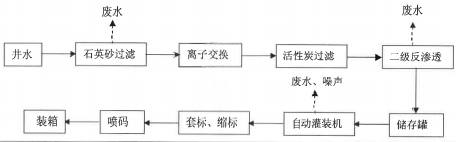 废水
废水
井水
石英砂过滤
离子交换
活性炭过滤
二级反渗透
废水、噪声
装箱
喷码
套标、缩标
自动灌装机
储存罐